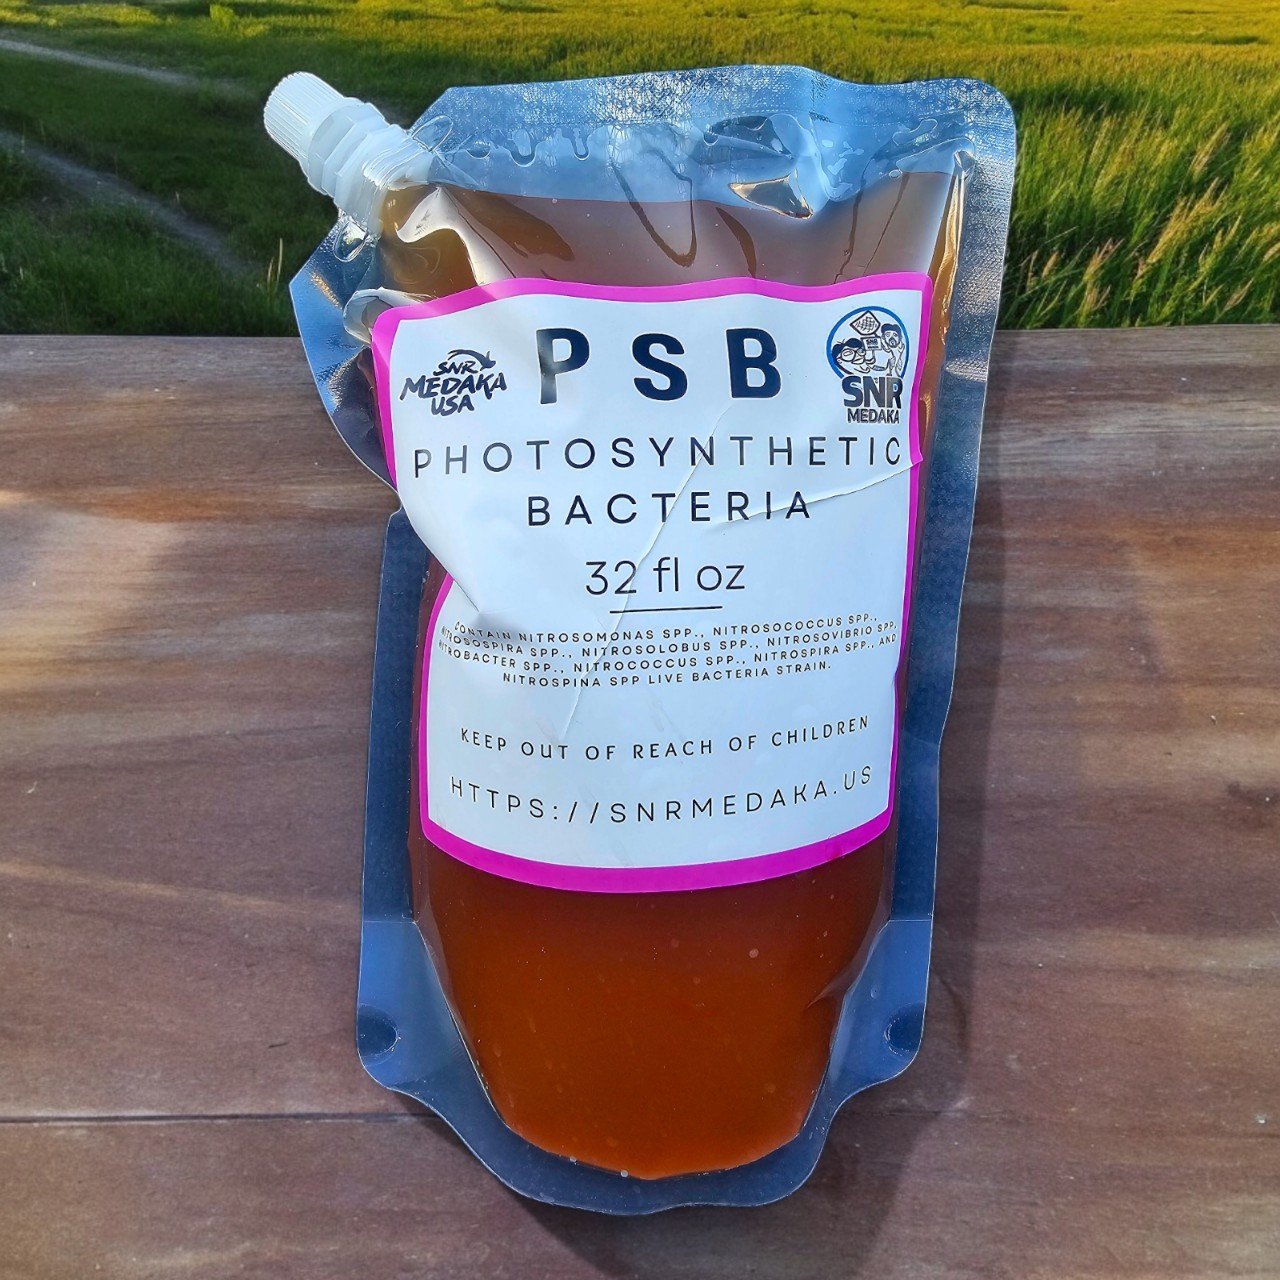 PSB
SNR
MEDAKA
USA
SNR
MEDAKA
PHOTOSYNTHETIC
BACTERIA
32 fl oz
CONTAIN NITROSOMONAS SPP., NITROSOCOCCUS SPP.,
NITROSOSPIRA SPP., NITROSOLOBUS SPP., NITROSOVIBRIO SPP,
NITROBACTER SPP., NITROCOCCUS SPP., NITROSPIRA SPP., AND
NITROSPINA SPP LIVE BACTERIA STRAIN.
KEEP OUT OF REACH OF CHILDREN
HTTPS://SNRMEDAKA.US